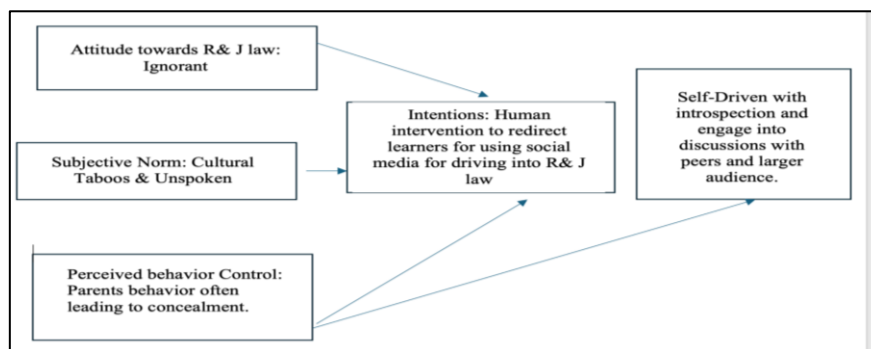 Attitude towards R& J law:
Ignorant
Subjective Norm: Cultural
Taboos & Unspoken
Perceived behavior Control:
Parents behavior often
leading to concealment.
Intentions: Human
intervention to redirect
learners for using social
media for driving into R& J
law
Self-Driven with
introspection and
engage into
discussions with
peers and larger
audience.